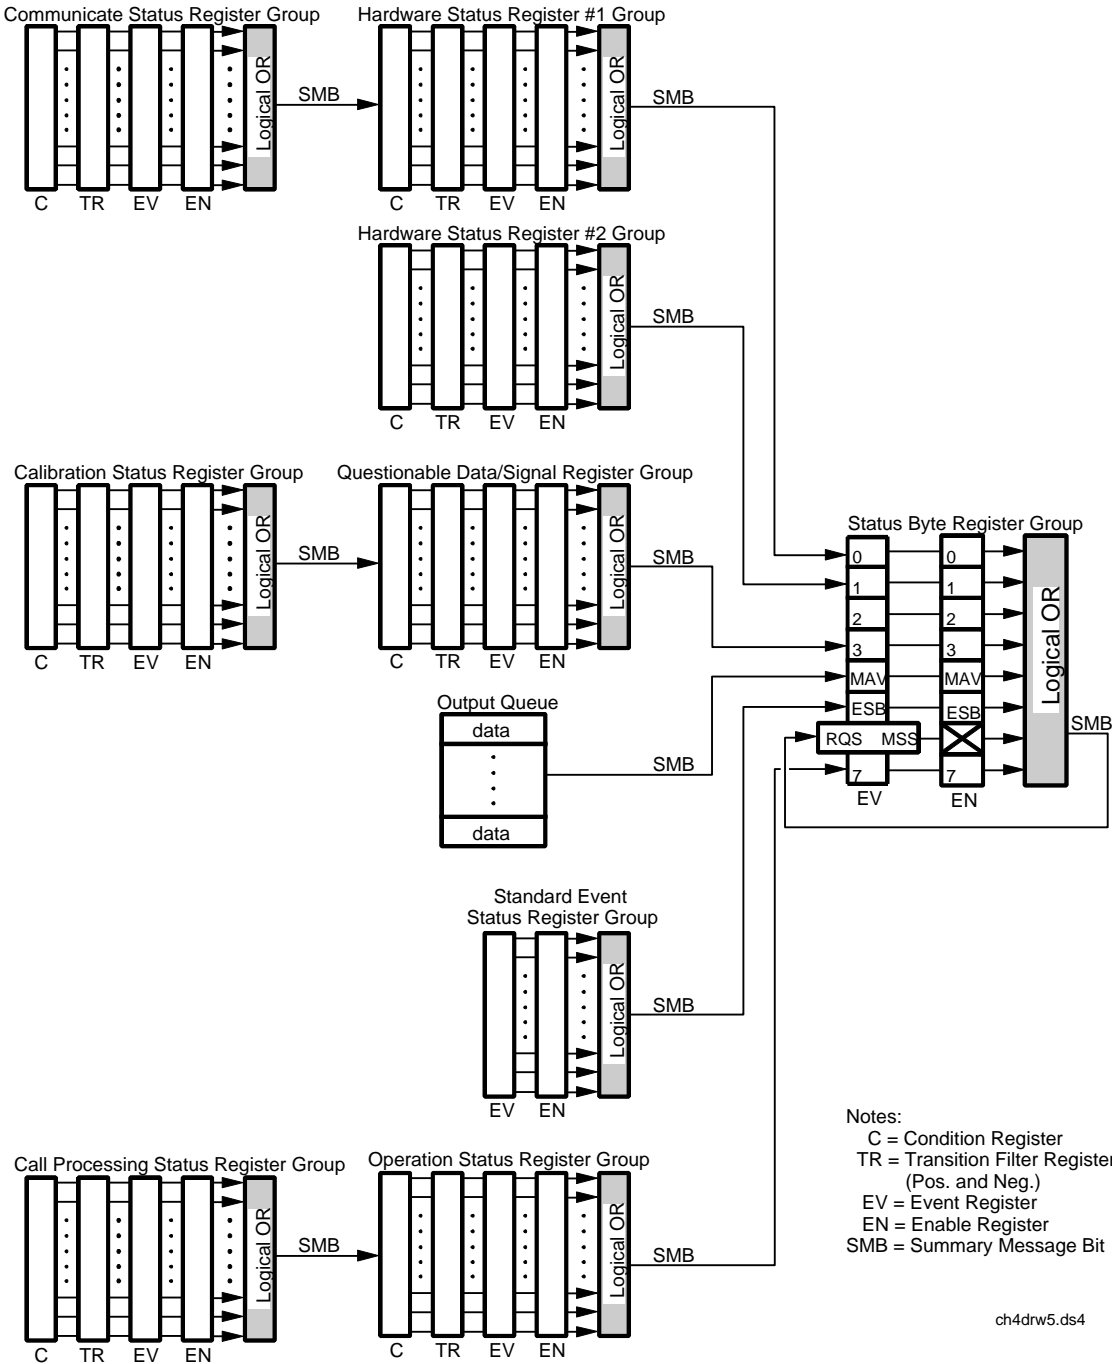 Communicate Status Register Group
Hardware Status Register #1 Group
Logical OR
SMB
Logical OR
SMB
C TR EV EN
C TR EV EN
Hardware Status Register #2 Group
Logical OR
SMB
C TR EV EN
Calibration Status Register Group
Questionable Data/Signal Register Group
Logical OR
SMB
Logical OR
SMB
C TR EV EN
C TR EV EN
Output Queue
data
data
SMB
Standard Event
Status Register Group
Logical OR
SMB
EV EN
Call Processing Status Register Group
Operation Status Register Group
Logical OR
SMB
Logical OR
SMB
C TR EV EN
C TR EV EN
Status Byte Register Group
0 0
1 1
2 2
3 3
MAV MAV
ESB ESB
RQS MSS
7 7
EV EN
Logical OR
SMB
Notes:
C = Condition Register
TR = Transition Filter Register
(Pos. and Neg.)
EV = Event Register
EN = Enable Register
SMB = Summary Message Bit
ch4drw5.ds4